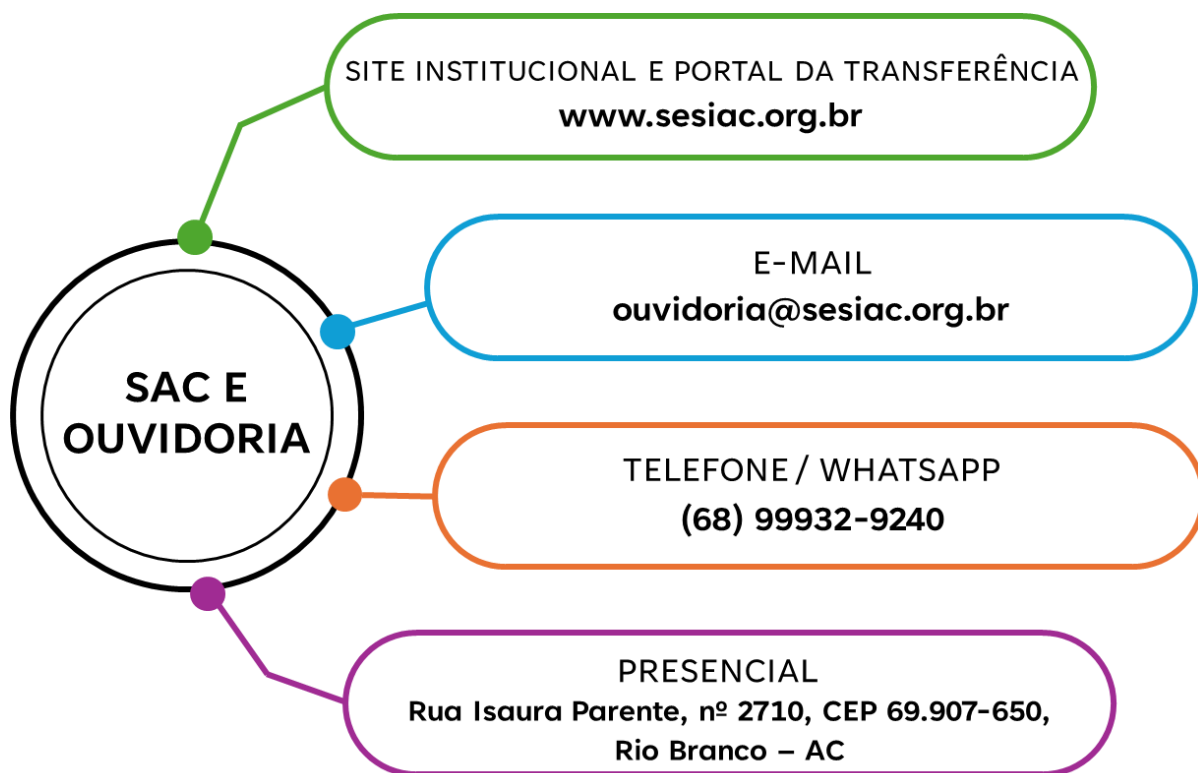 SITE INSTITUCIONAL E PORTAL DA TRANSFERÊNCIA
www.sesiac.org.br
E-MAIL
ouvidoria@sesiac.org.br
SAC E
OUVIDORIA
TELEFONE / WHATSAPP
(68) 99932-9240
PRESENCIAL
Rua Isaura Parente, nº 2710, CEP 69.907-650,
Rio Branco – AC